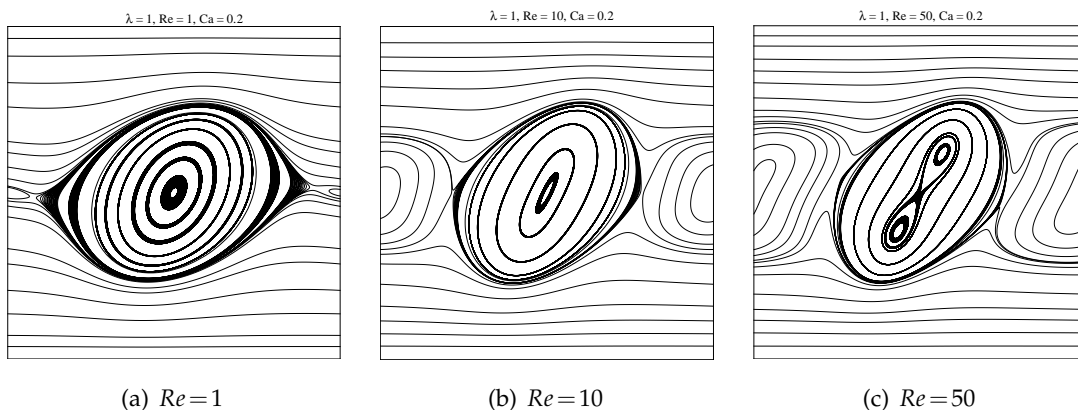 λ = 1, Re = 1, Ca = 0.2
λ = 1, Re = 10, Ca = 0.2
λ = 1, Re = 50, Ca = 0.2
(a) Re=1
(b) Re=10
(c) Re=50